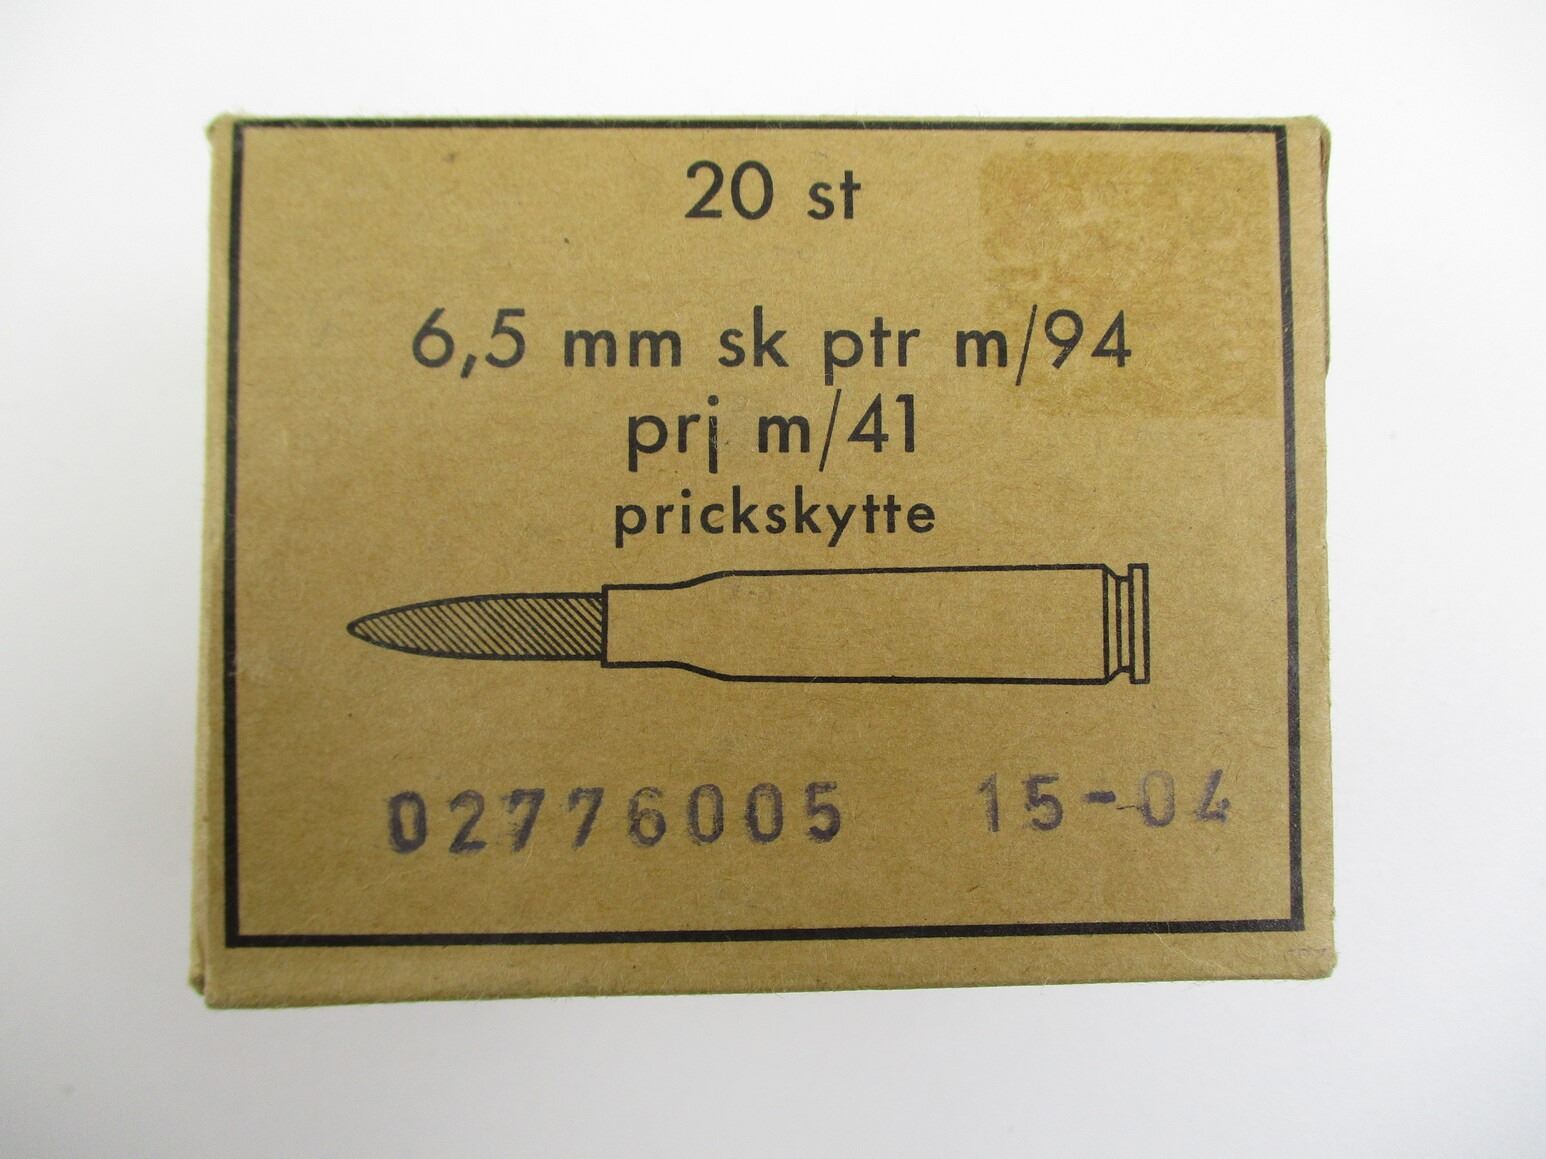 20 st
6,5 mm sk ptr m/94
prj m/41
prickskytte
02776005 15-04